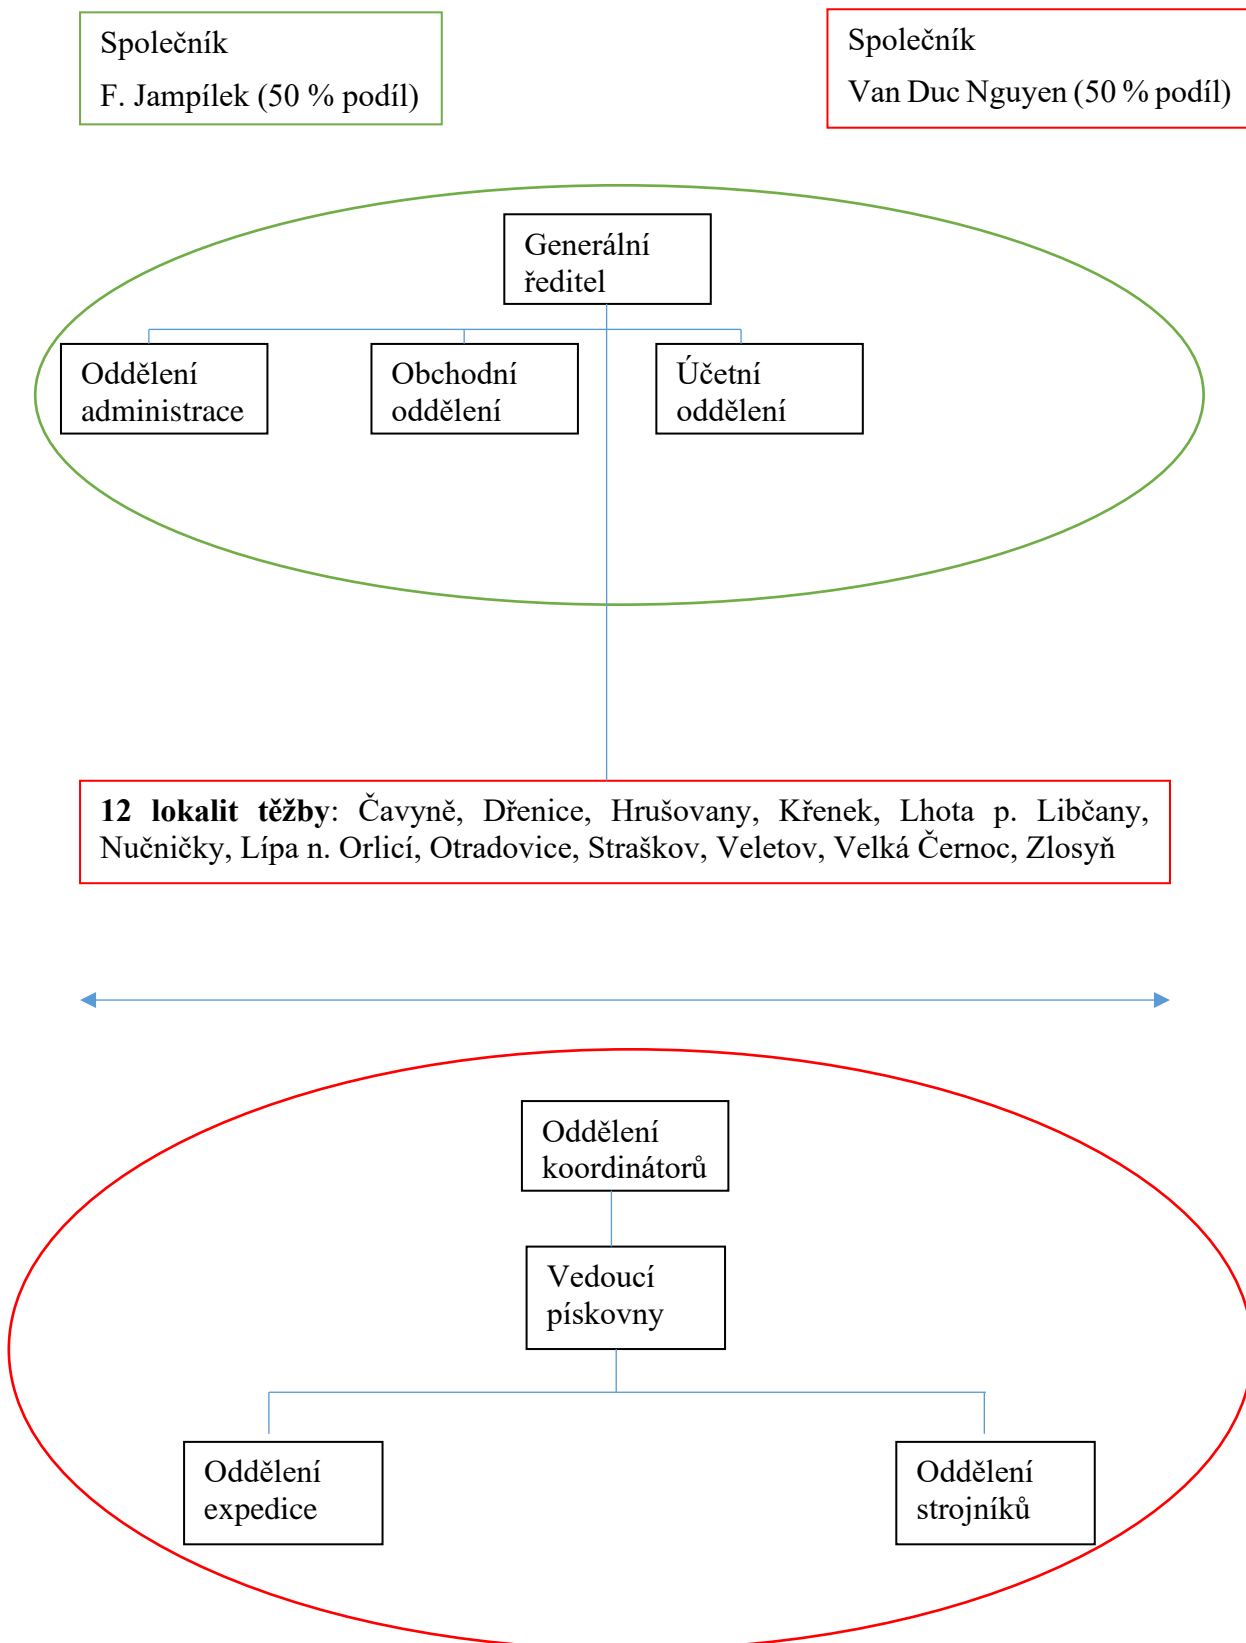 Společník
F. Jampílek (50 % podíl)
Společník
Van Duc Nguyen (50 % podíl)
Generální
ředitel
Oddělení
administrace
Obchodní
oddělení
Účetní
oddělení
12 lokalit těžby: Čavyně, Dřenice, Hrušovany, Křenek, Lhota p. Libčany,
Nučničky, Lípa n. Orlicí, Otradovice, Straškov, Veletov, Velká Černoc, Zlosyň
Oddělení
koordinátorů
Vedoucí
pískovny
Oddělení
expedice
Oddělení
strojníků